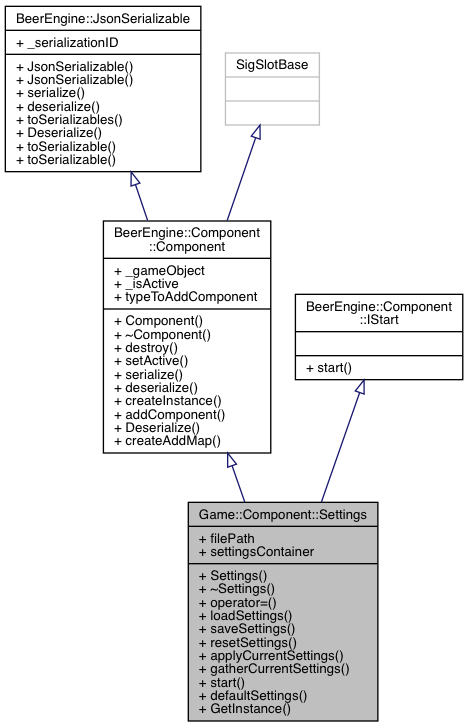 BeerEngine::JsonSerializable
+ _serializationID
+ JsonSerializable()
+ JsonSerializable()
+ serialize()
+ deserialize()
+ toSerializables()
+ Deserialize()
+ toSerializable()
+ toSerializable()
SigSlotBase
BeerEngine::Component
::Component
+ _gameObject
+ _isActive
+ typeToAddComponent
+ Component()
+ ~Component()
+ destroy()
+ setActive()
+ serialize()
+ deserialize()
+ createInstance()
+ addComponent()
+ Deserialize()
+ createAddMap()
BeerEngine::Component
::IStart
+ start()
Game::Component::Settings
+ filePath
+ settingsContainer
+ Settings()
+ ~Settings()
+ operator=()
+ loadSettings()
+ saveSettings()
+ resetSettings()
+ applyCurrentSettings()
+ gatherCurrentSettings()
+ start()
+ defaultSettings()
+ GetInstance()